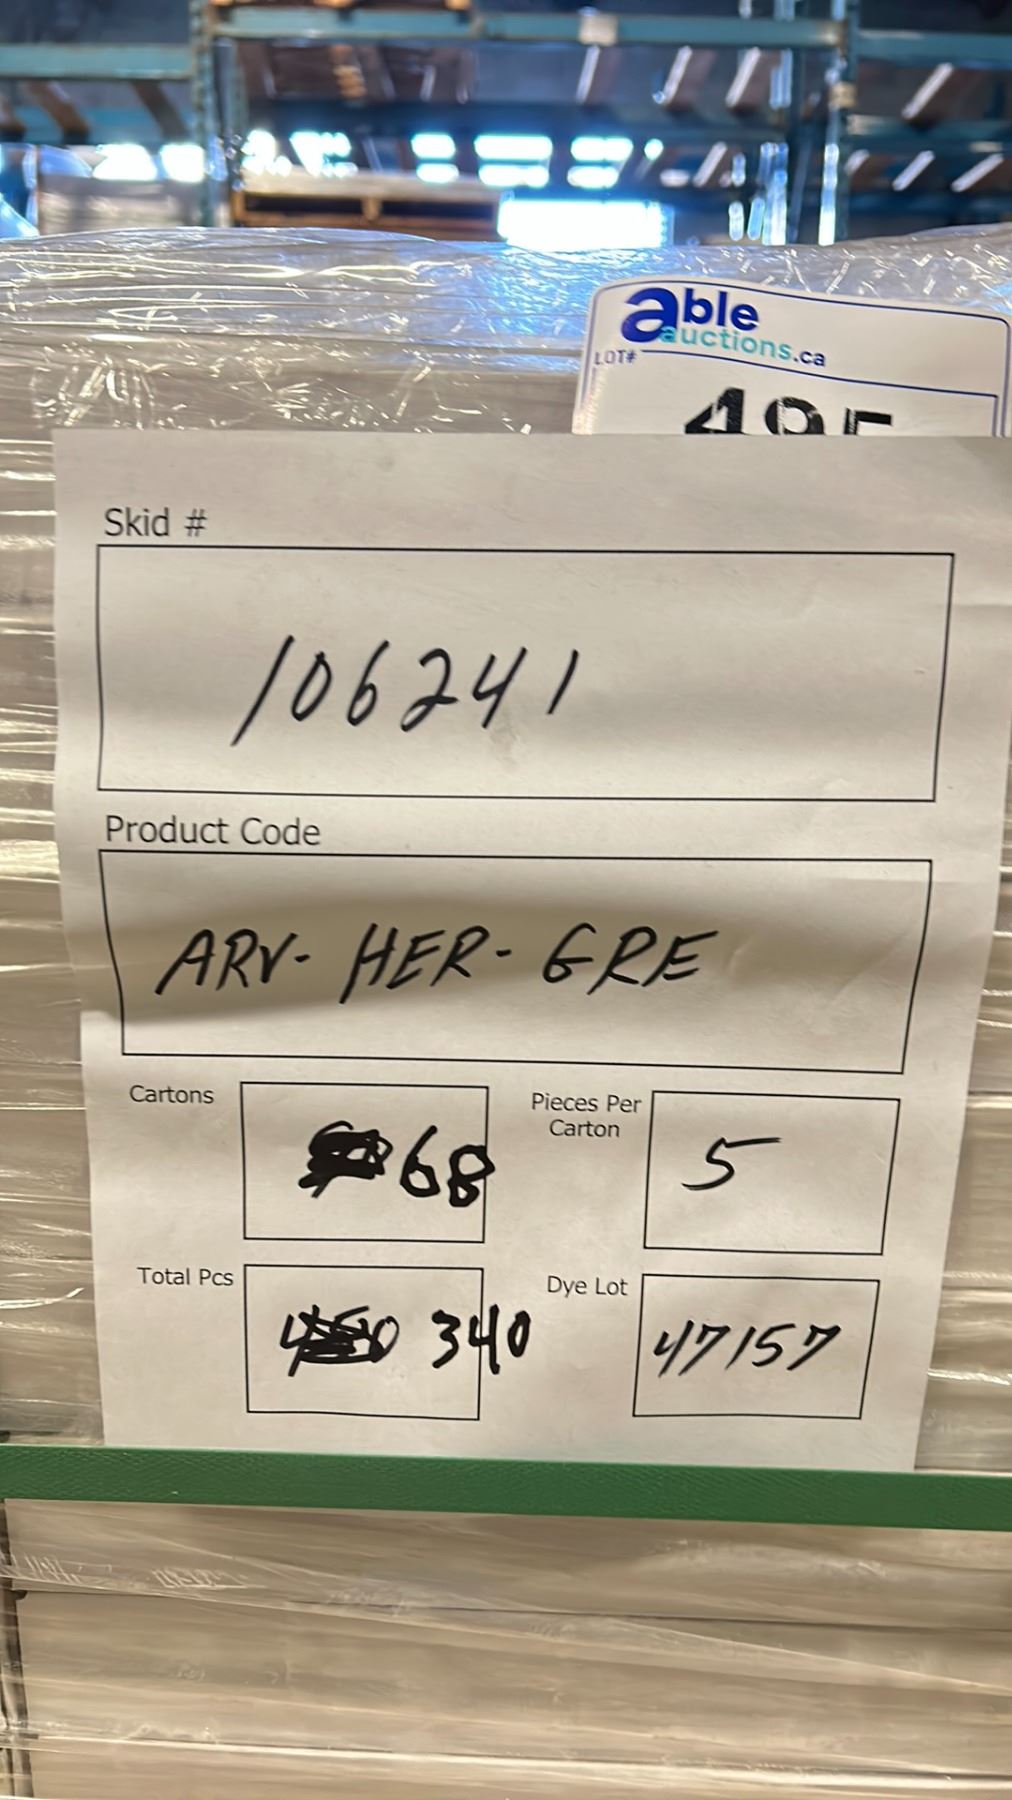 able
auctions.ca
LOT#
Skid #
106241
Product Code
ARV- HER- GRE
Cartons
68
Pieces Per
Carton
5
Total Pcs
340
Dye Lot
47157